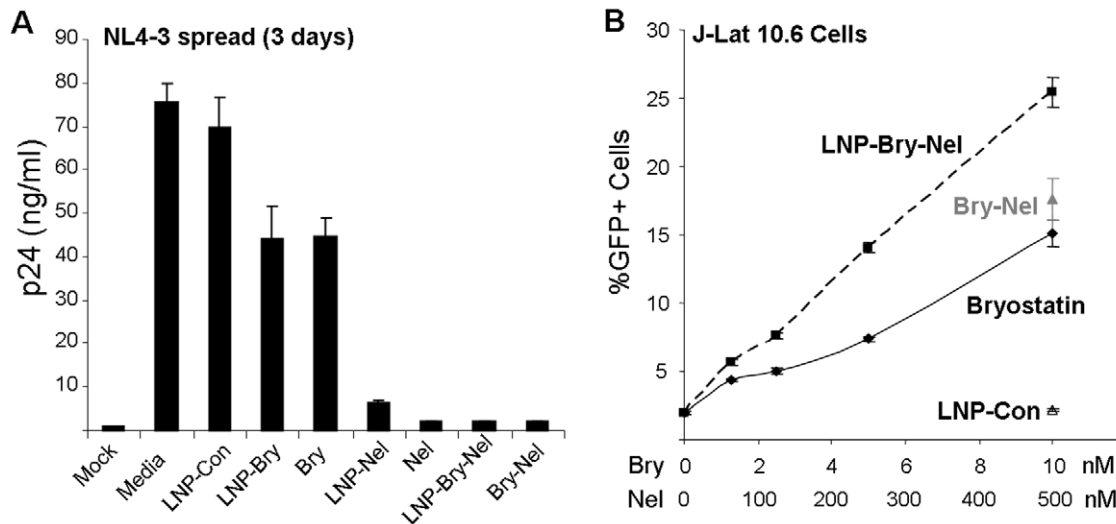 A
NL4-3 spread (3 days)
p24 (ng/ml)
90
80
70
60
50
40
30
20
10
Mock
Media
LNP-Con
LNP-Bry
Bry
LNP-Nel
Nel
LNP-Bry-Nel
Bry-Nel
B
J-Lat 10.6 Cells
%GFP+ Cells
30
25
20
15
10
5
0
LNP-Bry-Nel
Bry-Nel
Bryostatin
LNP-Con
Bry 0 2 4 6 8 10 nM
Nel 0 100 200 300 400 500 nM